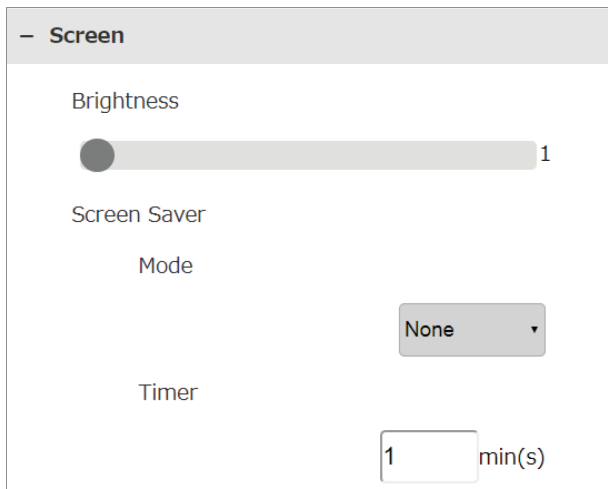 – Screen
Brightness
1
Screen Saver
Mode
None
Timer
1 min(s)